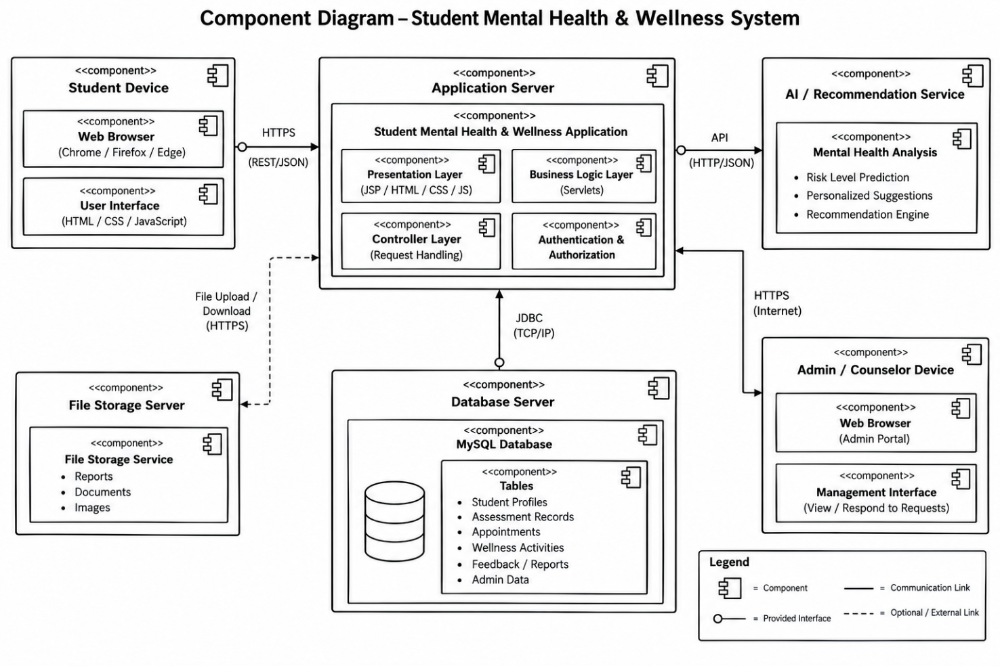 Component Diagram – Student Mental Health & Wellness System
<<component>>
Student Device
<<component>>
Web Browser
(Chrome / Firefox / Edge)
<<component>>
User Interface
(HTML / CSS / JavaScript)
HTTPS
(REST/JSON)
<<component>>
Application Server
<<component>>
Student Mental Health & Wellness Application
<<component>>
Presentation Layer
(JSP / HTML / CSS / JS)
<<component>>
Business Logic Layer
(Servlets)
<<component>>
Controller Layer
(Request Handling)
<<component>>
Authentication &
Authorization
API
(HTTP/JSON)
<<component>>
AI / Recommendation Service
<<component>>
Mental Health Analysis
• Risk Level Prediction
• Personalized Suggestions
• Recommendation Engine
File Upload /
Download
(HTTPS)
JDBC
(TCP/IP)
HTTPS
(Internet)
<<component>>
File Storage Server
<<component>>
File Storage Service
• Reports
• Documents
• Images
<<component>>
Database Server
<<component>>
MySQL Database
<<component>>
Tables
• Student Profiles
• Assessment Records
• Appointments
• Wellness Activities
• Feedback / Reports
• Admin Data
<<component>>
Admin / Counselor Device
<<component>>
Web Browser
(Admin Portal)
<<component>>
Management Interface
(View / Respond to Requests)
Legend
= Component
= Communication Link
= Provided Interface
= Optional / External Link